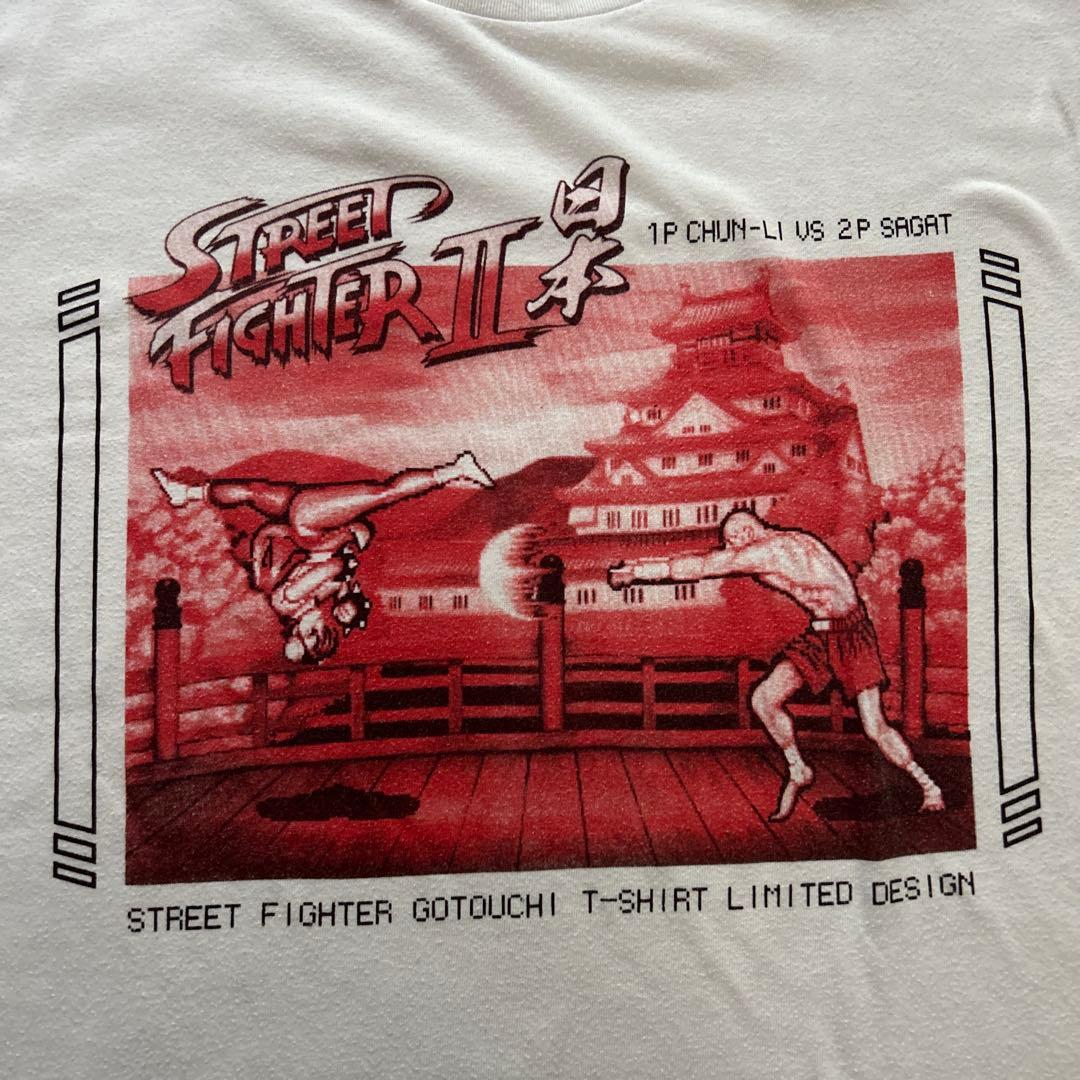 STREET
FIGHTER II
日本
1P CHUN-LI VS 2P SAGAT
STREET FIGHTER GOTOUCHI T-SHIRT LIMITED DESIGN